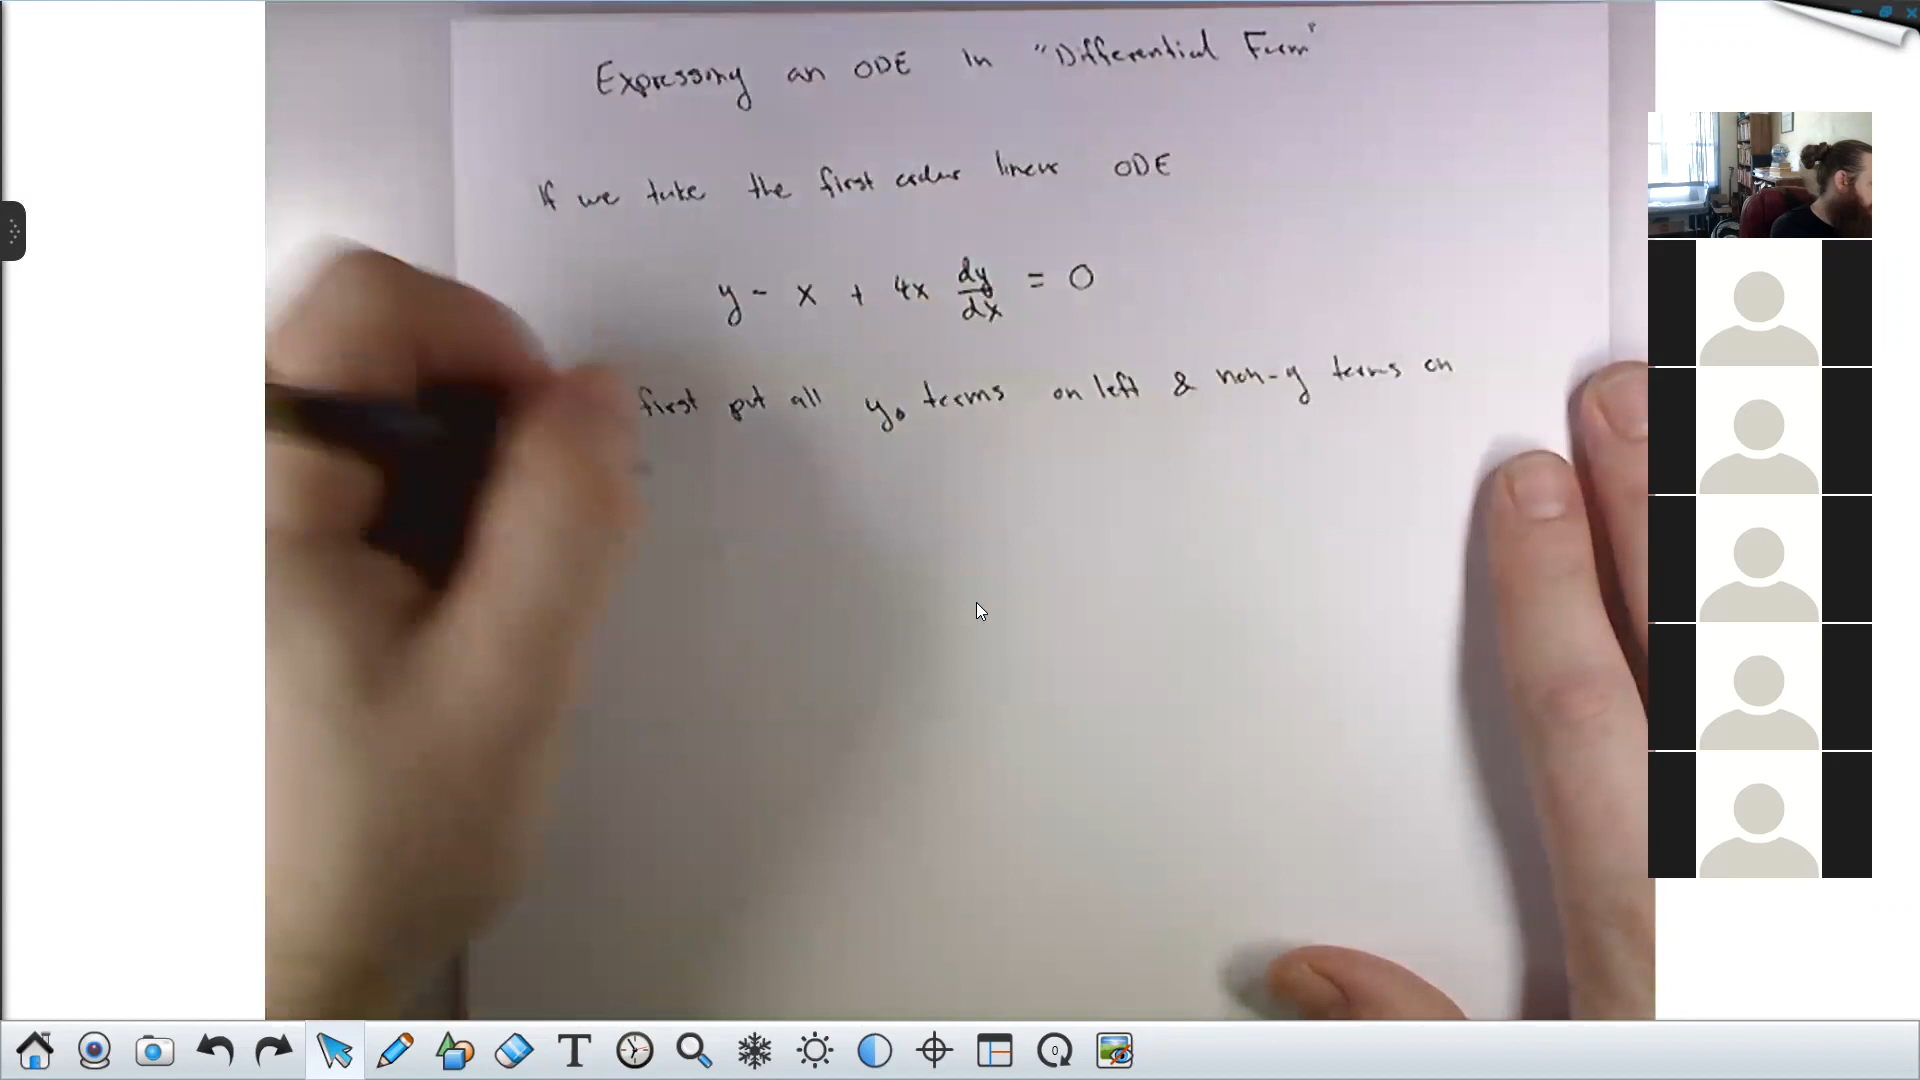 Expressing an ODE in "Differential Form"
If we take the first order linear ODE
y - x + 4x dy/dx = 0
first put all y terms on left & non-y terms on
T
0